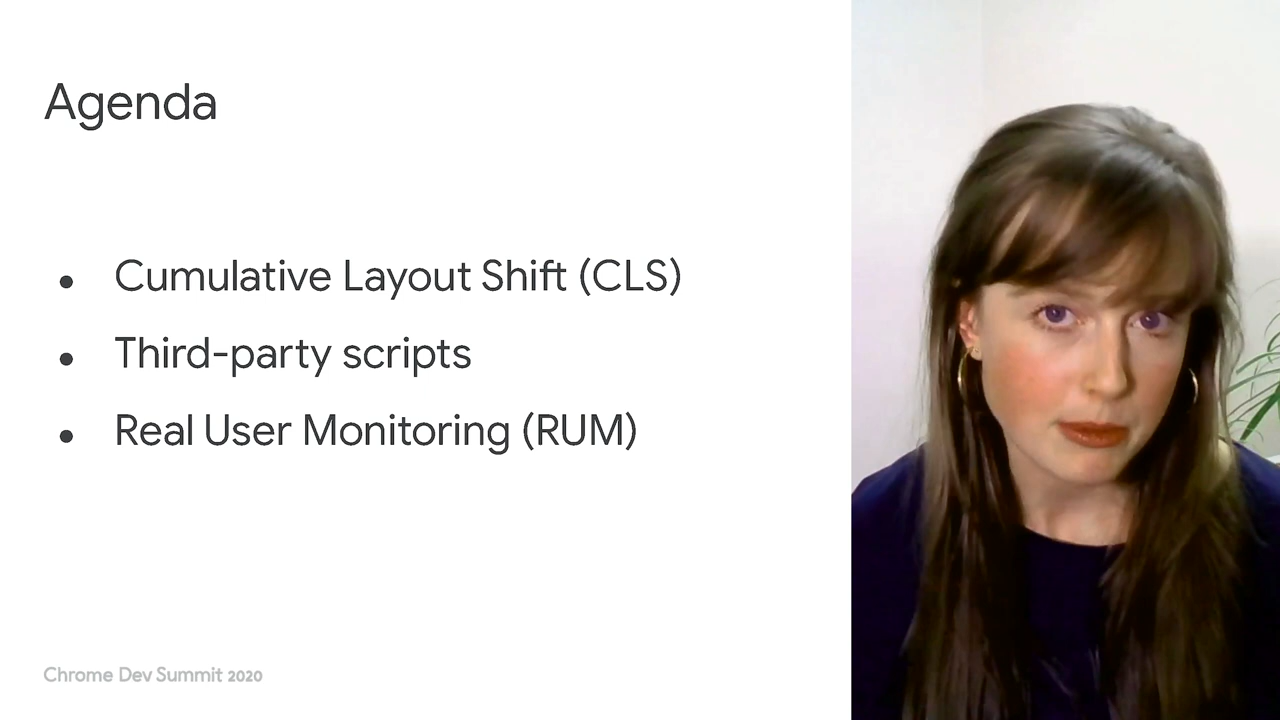 Agenda
● Cumulative Layout Shift (CLS)
● Third-party scripts
● Real User Monitoring (RUM)
Chrome Dev Summit 2020